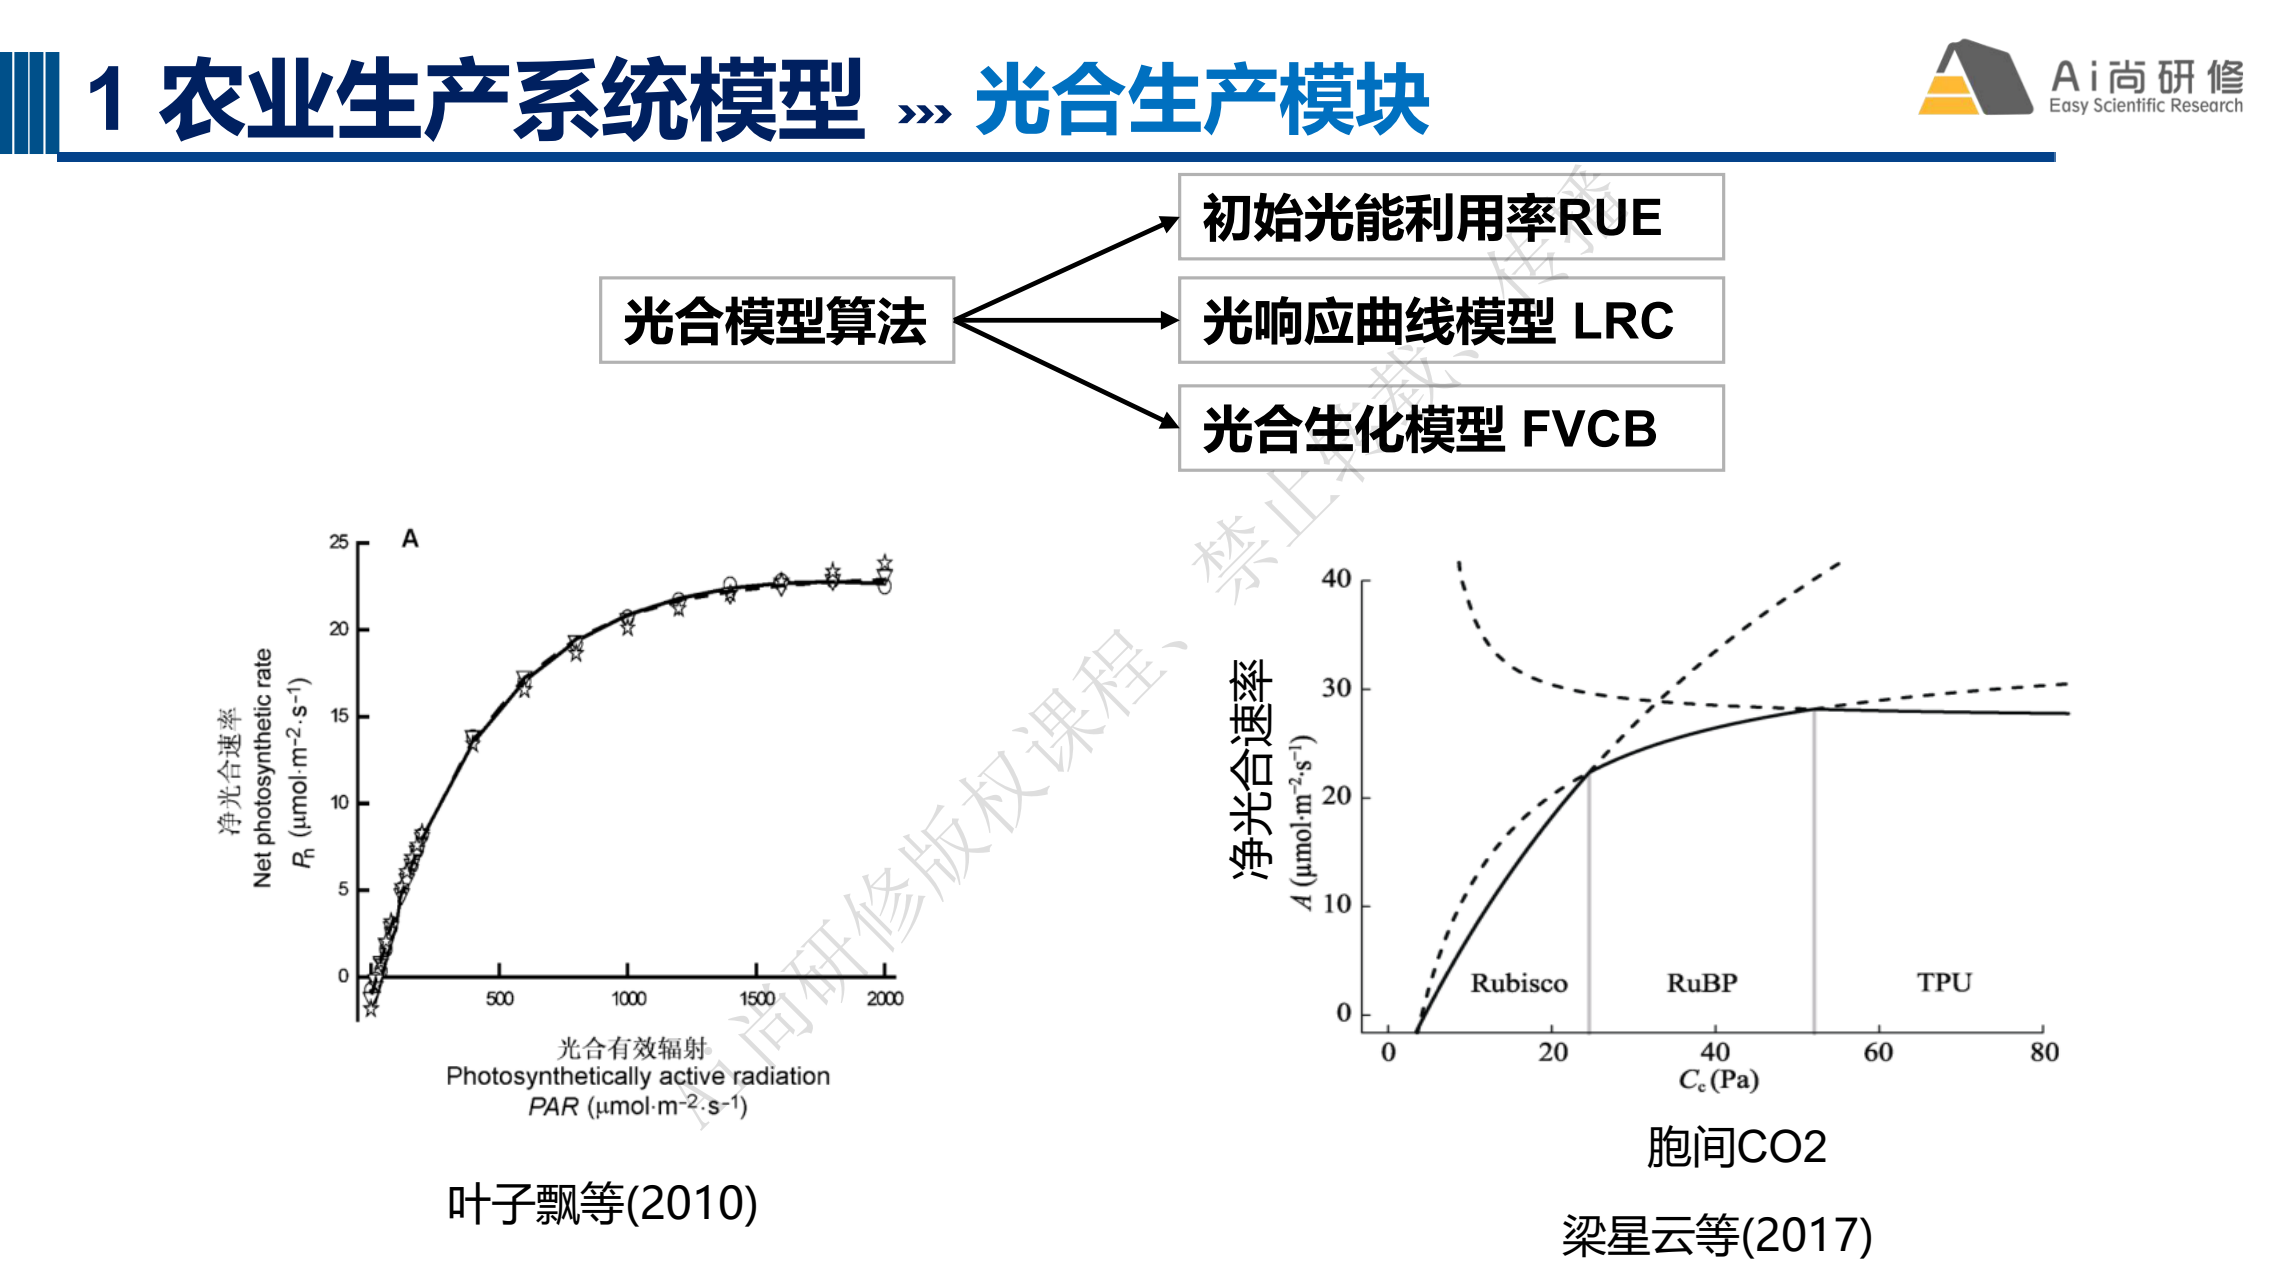 1 农业生产系统模型 ››› 光合生产模块
Ai尚研修
Easy Scientific Research
初始光能利用率RUE
光合模型算法
光响应曲线模型 LRC
光合生化模型 FVCB
A
25
20
15
10
5
0
500 1000 1500 2000
净光合速率
Net photosynthetic rate
Pn (μmol·m−2·s−1)
光合有效辐射
Photosynthetically active radiation
PAR (μmol·m−2·s−1)
叶子飘等(2010)
净光合速率
A (μmol·m−2·s−1)
40
30
20
10
0
Rubisco RuBP TPU
0 20 40 60 80
Cc (Pa)
胞间CO2
梁星云等(2017)
Ai尚研修版权课程、禁止转载、传播